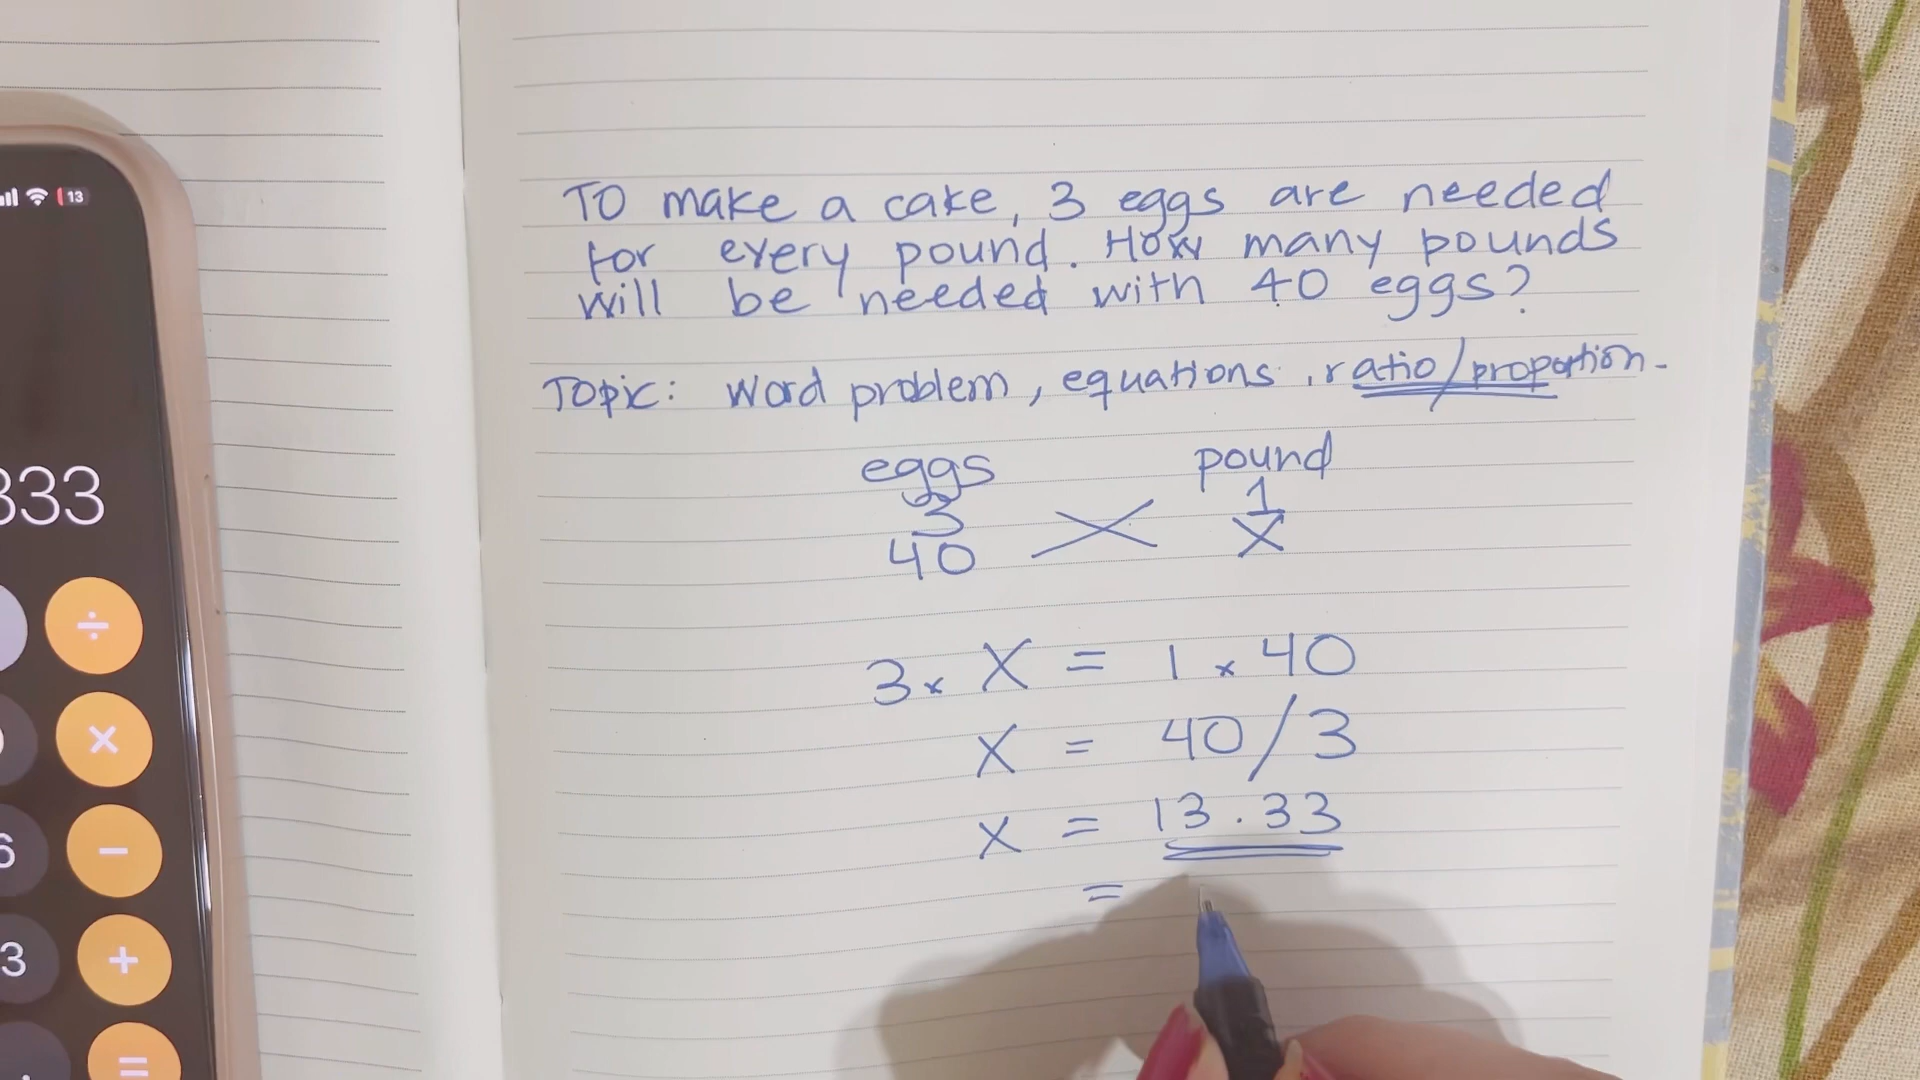 13
333
÷
×
6
−
3
+
.
=
To make a cake, 3 eggs are needed
for every pound. How many pounds
will be needed with 40 eggs?
Topic: Word problem, equations, ratio/proportion.
eggs pound
3 1
40 X
3 × X = 1 × 40
X = 40/3
X = 13.33
=